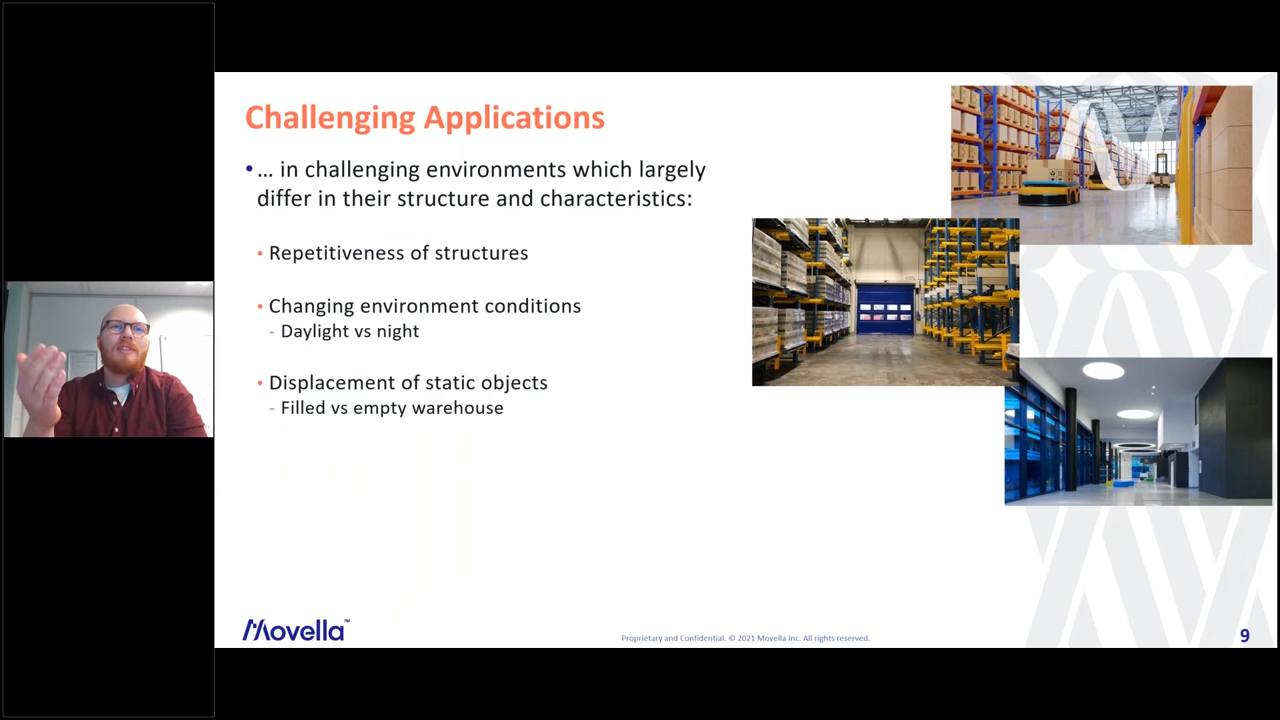 Challenging Applications
• ... in challenging environments which largely
differ in their structure and characteristics:
• Repetitiveness of structures
• Changing environment conditions
- Daylight vs night
• Displacement of static objects
- Filled vs empty warehouse
Movella™
Proprietary and Confidential. © 2021 Movella Inc. All rights reserved.
9